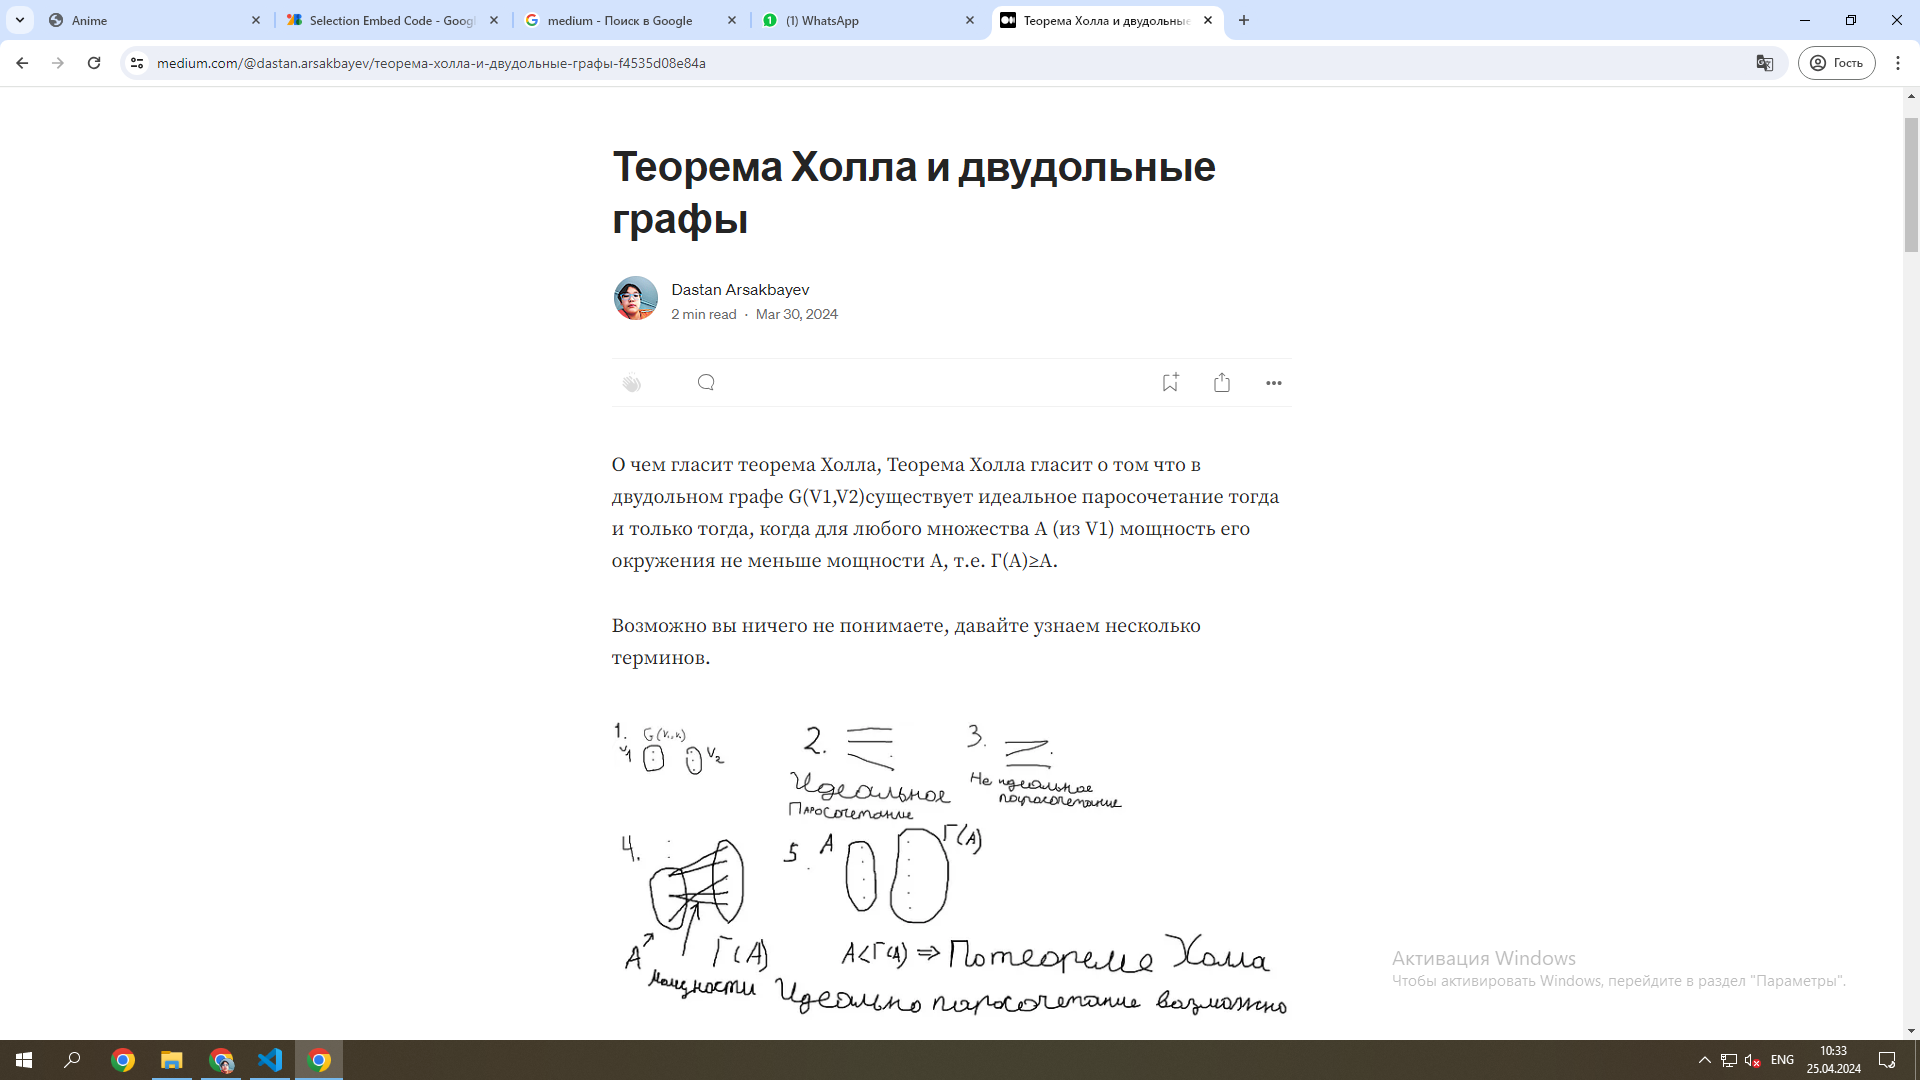 Anime
Selection Embed Code - Googl
medium - Поиск в Google
(1) WhatsApp
Теорема Холла и двудольные
medium.com/@dastan.arsakbayev/теорема-холла-и-двудольные-графы-f4535d08e84a
Гость
Теорема Холла и двудольные
графы
Dastan Arsakbayev
2 min read · Mar 30, 2024
О чем гласит теорема Холла, Теорема Холла гласит о том что в
двудольном графе G(V1,V2)существует идеальное паросочетание тогда
и только тогда, когда для любого множества А (из V1) мощность его
окружения не меньше мощности А, т.е. Г(А)≥А.
Возможно вы ничего не понимаете, давайте узнаем несколько
терминов.
1. G(V1,V2)
V1 V2
2.
Идеальное
Паросочетание
3.
Не идеальное
паросочетание
4.
А Г(А)
Мощности
5. А Г(А)
А<Г(А) ⇒ По теореме Холла
Идеально паросочетание возможно
Активация Windows
Чтобы активировать Windows, перейдите в раздел "Параметры".
ENG
10:33
25.04.2024